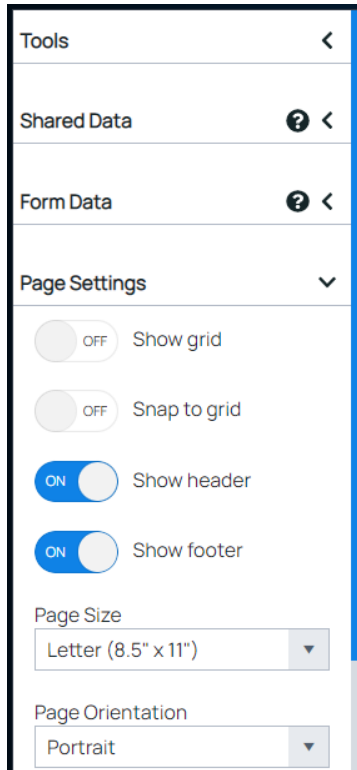 Tools
Shared Data ?
Form Data ?
Page Settings
OFF Show grid
OFF Snap to grid
ON Show header
ON Show footer
Page Size
Letter (8.5" x 11")
Page Orientation
Portrait